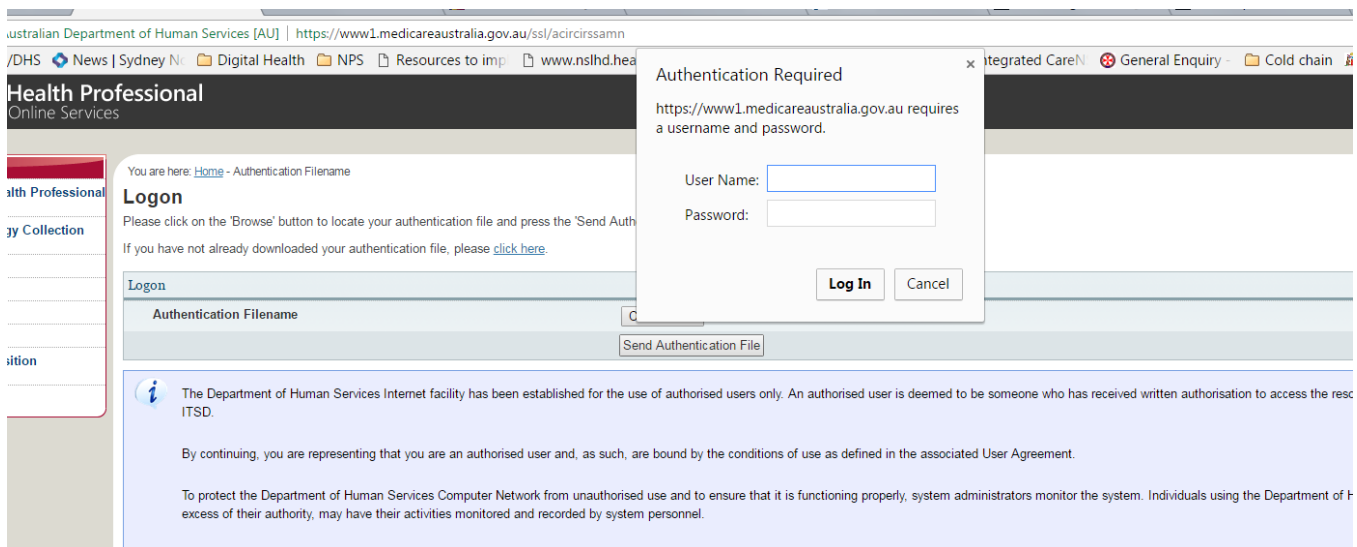 ustralian Department of Human Services [AU] | https://www1.medicareaustralia.gov.au/ssl/acircirssamn
/DHS News | Sydney N Digital Health NPS Resources to imp www.nslhd.hea ntegrated CareN General Enquiry - Cold chain
Health Professional
Online Services
Authentication Required
https://www1.medicareaustralia.gov.au requires
a username and password.
User Name:
Password:
Log In Cancel
alth Professional
gy Collection
sition
You are here: Home - Authentication Filename
Logon
Please click on the 'Browse' button to locate your authentication file and press the 'Send Auth
If you have not already downloaded your authentication file, please click here.
Logon
Authentication Filename
Send Authentication File
The Department of Human Services Internet facility has been established for the use of authorised users only. An authorised user is deemed to be someone who has received written authorisation to access the reso
ITSD.
By continuing, you are representing that you are an authorised user and, as such, are bound by the conditions of use as defined in the associated User Agreement.
To protect the Department of Human Services Computer Network from unauthorised use and to ensure that it is functioning properly, system administrators monitor the system. Individuals using the Department of H
excess of their authority, may have their activities monitored and recorded by system personnel.